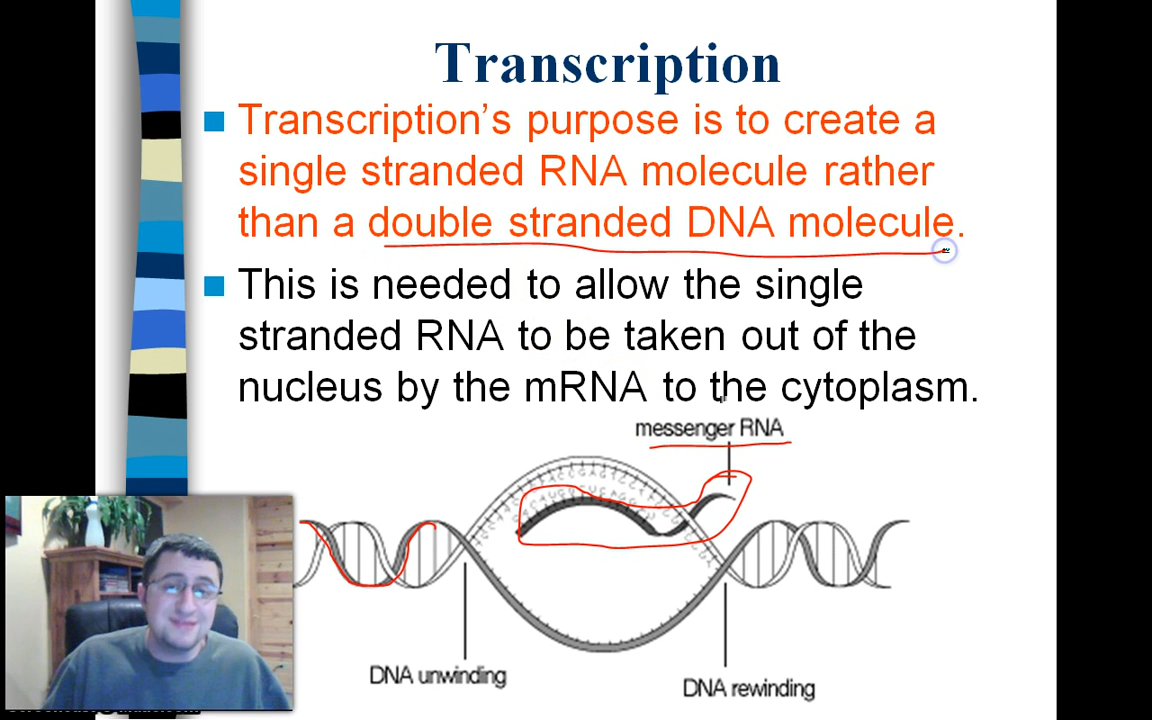 Transcription
Transcription's purpose is to create a
single stranded RNA molecule rather
than a double stranded DNA molecule.
This is needed to allow the single
stranded RNA to be taken out of the
nucleus by the mRNA to the cytoplasm.
messenger RNA
DNA unwinding
DNA rewinding